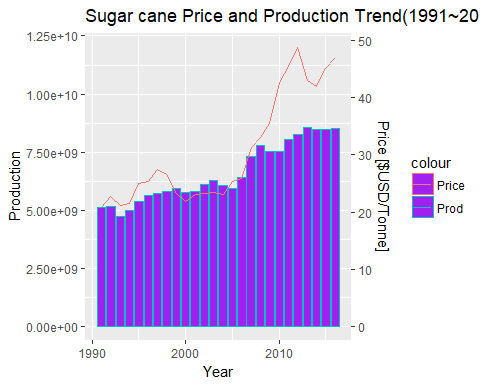 Sugar cane Price and Production Trend(1991~20
1.25e+10
1.00e+10
7.50e+09
5.00e+09
2.50e+09
0.00e+00
Production
50
40
30
20
10
0
Price [$USD/Tonne]
1990
2000
2010
Year
colour
Price
Prod